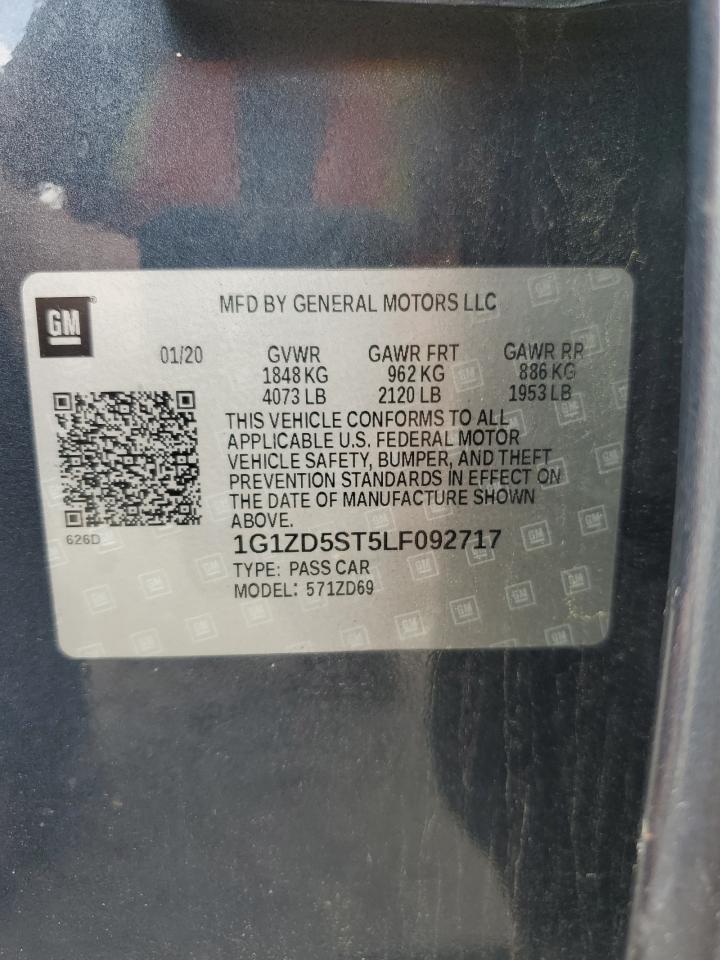 MFD BY GENERAL MOTORS LLC
GM
01/20 GVWR GAWR FRT GAWR RR
1848 KG 962 KG 886 KG
4073 LB 2120 LB 1953 LB
THIS VEHICLE CONFORMS TO ALL
APPLICABLE U.S. FEDERAL MOTOR
VEHICLE SAFETY, BUMPER, AND THEFT
PREVENTION STANDARDS IN EFFECT ON
THE DATE OF MANUFACTURE SHOWN
ABOVE.
626D
1G1ZD5ST5LF092717
TYPE: PASS CAR
MODEL: 571ZD69